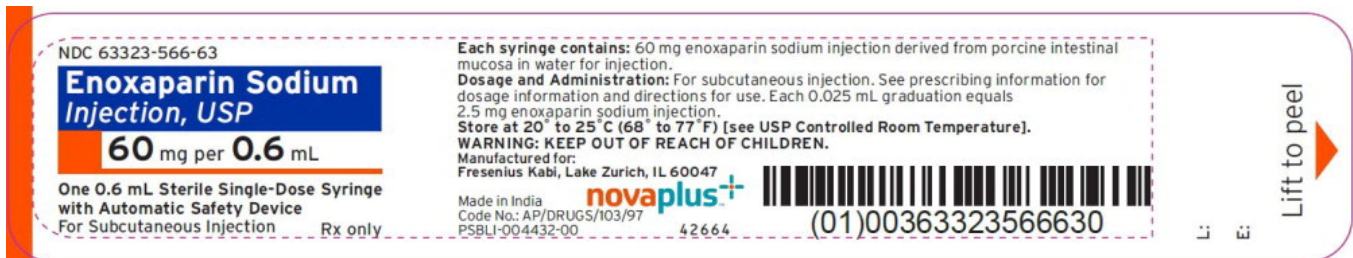 NDC 63323-566-63
Enoxaparin Sodium
Injection, USP
60 mg per 0.6 mL
One 0.6 mL Sterile Single-Dose Syringe
with Automatic Safety Device
For Subcutaneous Injection Rx only
Each syringe contains: 60 mg enoxaparin sodium injection derived from porcine intestinal
mucosa in water for injection.
Dosage and Administration: For subcutaneous injection. See prescribing information for
dosage information and directions for use. Each 0.025 mL graduation equals
2.5 mg enoxaparin sodium injection.
Store at 20˚ to 25˚C (68˚ to 77˚F) [see USP Controlled Room Temperature].
WARNING: KEEP OUT OF REACH OF CHILDREN.
Manufactured for:
Fresenius Kabi, Lake Zurich, IL 60047
novaplus+™
Made in India
Code No.: AP/DRUGS/103/97
PSBLI-004432-00 42664
(01)00363323566630
L:
E:
Lift to peel